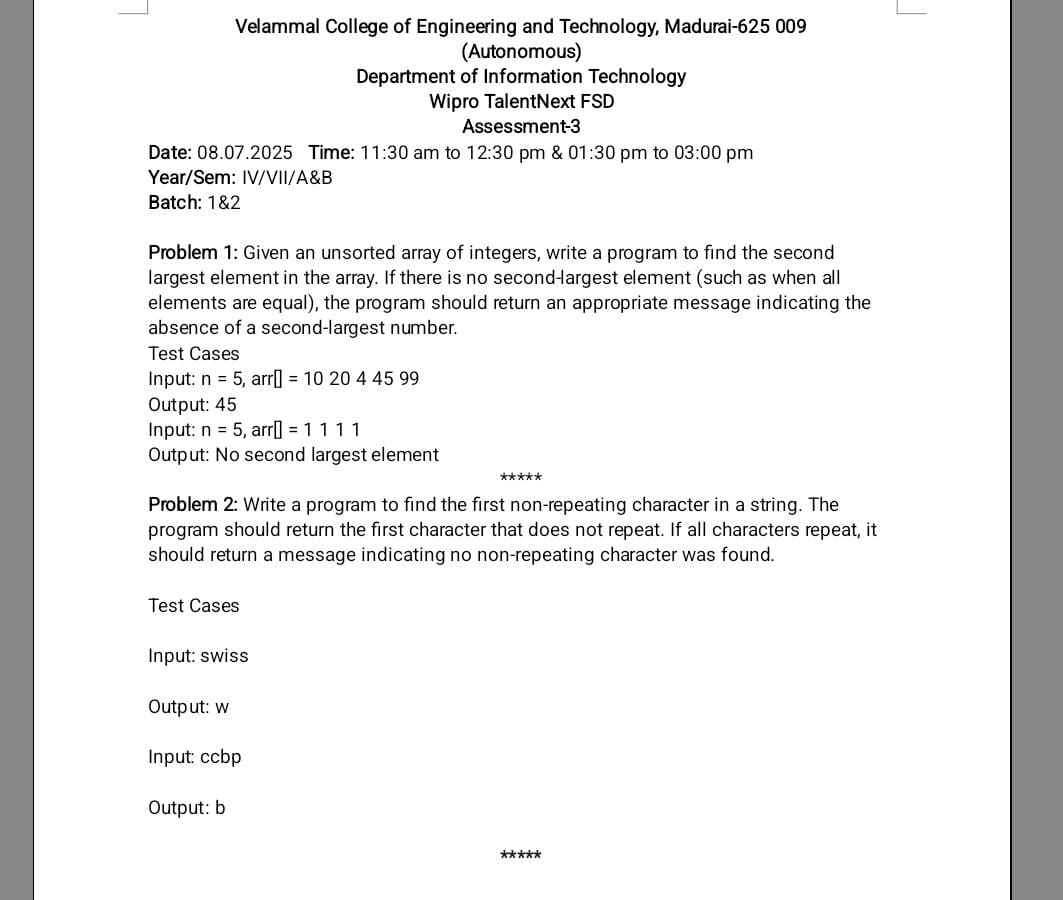 Velammal College of Engineering and Technology, Madurai-625 009
(Autonomous)
Department of Information Technology
Wipro TalentNext FSD
Assessment-3
Date: 08.07.2025 Time: 11:30 am to 12:30 pm & 01:30 pm to 03:00 pm
Year/Sem: IV/VII/A&B
Batch: 1&2
Problem 1: Given an unsorted array of integers, write a program to find the second
largest element in the array. If there is no second-largest element (such as when all
elements are equal), the program should return an appropriate message indicating the
absence of a second-largest number.
Test Cases
Input: n = 5, arr[] = 10 20 4 45 99
Output: 45
Input: n = 5, arr[] = 1 1 1 1
Output: No second largest element
*****
Problem 2: Write a program to find the first non-repeating character in a string. The
program should return the first character that does not repeat. If all characters repeat, it
should return a message indicating no non-repeating character was found.
Test Cases
Input: swiss
Output: w
Input: ccbp
Output: b
*****